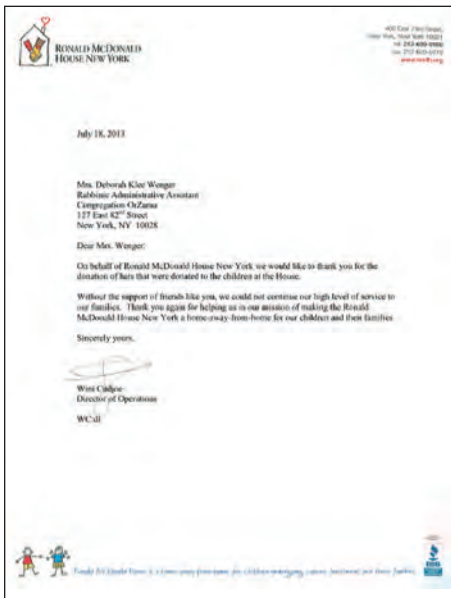 RONALD MCDONALD
HOUSE NEW YORK
July 18, 2013
Mrs. Deborah Klee Wenger
Rabbinic Administrative Assistant
Congregation OrZarua
127 East 82nd Street
New York, NY 10028
Dear Mrs. Wenger:
On behalf of Ronald McDonald House New York we would like to thank you for the
donation of hats that were donated to the children at the House.
Without the support of friends like you, we could not continue our high level of service to
our families. Thank you again for helping us in our mission of making the Ronald
McDonald House New York a home-away-from-home for our children and their families
Sincerely yours,
Director of Operations